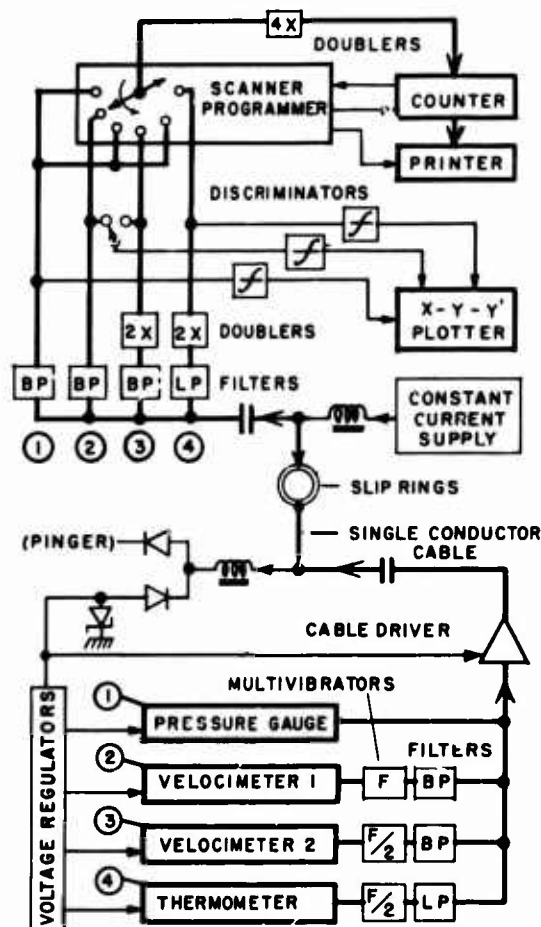 4X
DOUBLERS
SCANNER
PROGRAMMER
COUNTER
PRINTER
DISCRIMINATORS
X-Y-Y'
PLOTTER
2X
2X
DOUBLERS
BP
BP
BP
LP
FILTERS
CONSTANT
CURRENT
SUPPLY
1
2
3
4
SLIP RINGS
(PINGER)
SINGLE CONDUCTOR
CABLE
CABLE DRIVER
MULTIVIBRATORS
VOLTAGE REGULATORS
1
PRESSURE GAUGE
FILTERS
2
VELOCIMETER 1
F
BP
3
VELOCIMETER 2
F/2
BP
4
THERMOMETER
F/2
LP